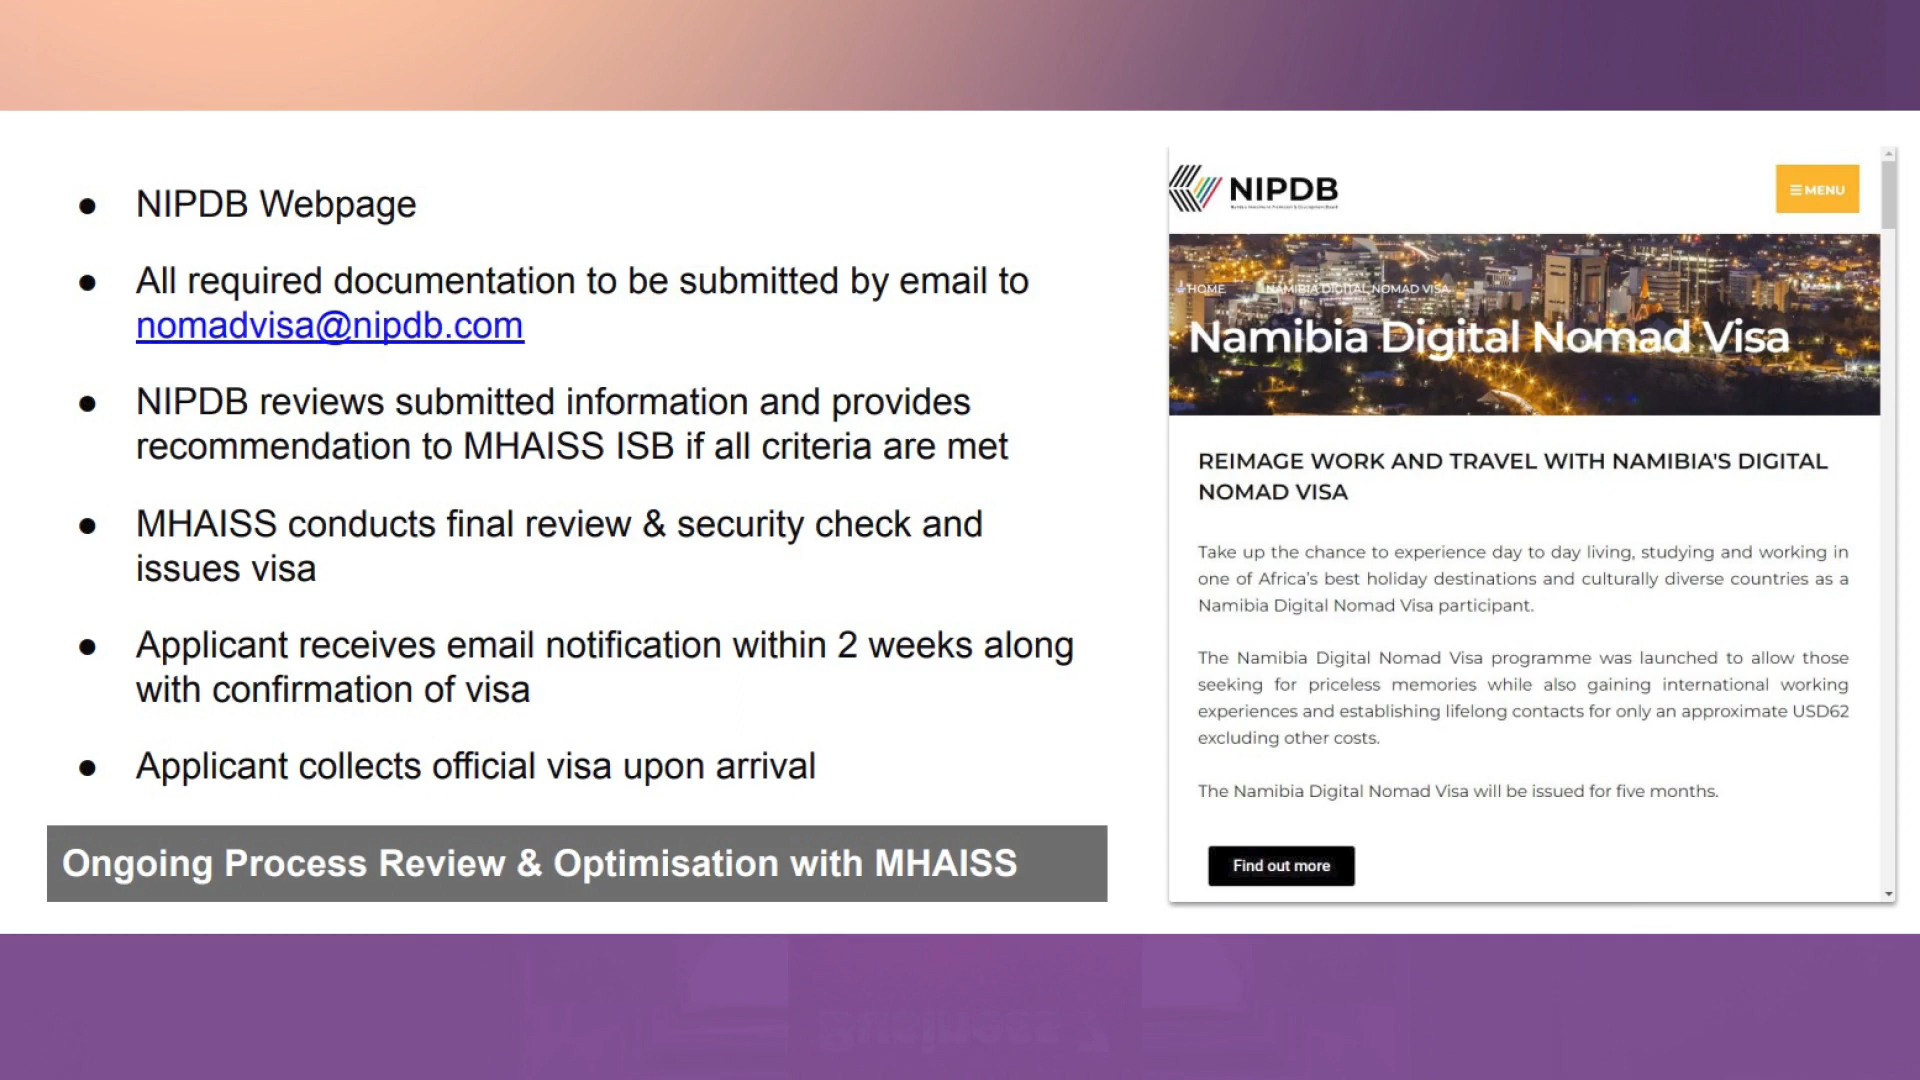 ● NIPDB Webpage
● All required documentation to be submitted by email to
nomadvisa@nipdb.com
● NIPDB reviews submitted information and provides
recommendation to MHAISS ISB if all criteria are met
● MHAISS conducts final review & security check and
issues visa
● Applicant receives email notification within 2 weeks along
with confirmation of visa
● Applicant collects official visa upon arrival
Ongoing Process Review & Optimisation with MHAISS
NIPDB
MENU
HOME NAMIBIA DIGITAL NOMAD VISA
Namibia Digital Nomad Visa
REIMAGE WORK AND TRAVEL WITH NAMIBIA'S DIGITAL
NOMAD VISA
Take up the chance to experience day to day living, studying and working in
one of Africa's best holiday destinations and culturally diverse countries as a
Namibia Digital Nomad Visa participant.
The Namibia Digital Nomad Visa programme was launched to allow those
seeking for priceless memories while also gaining international working
experiences and establishing lifelong contacts for only an approximate USD62
excluding other costs.
The Namibia Digital Nomad Visa will be issued for five months.
Find out more